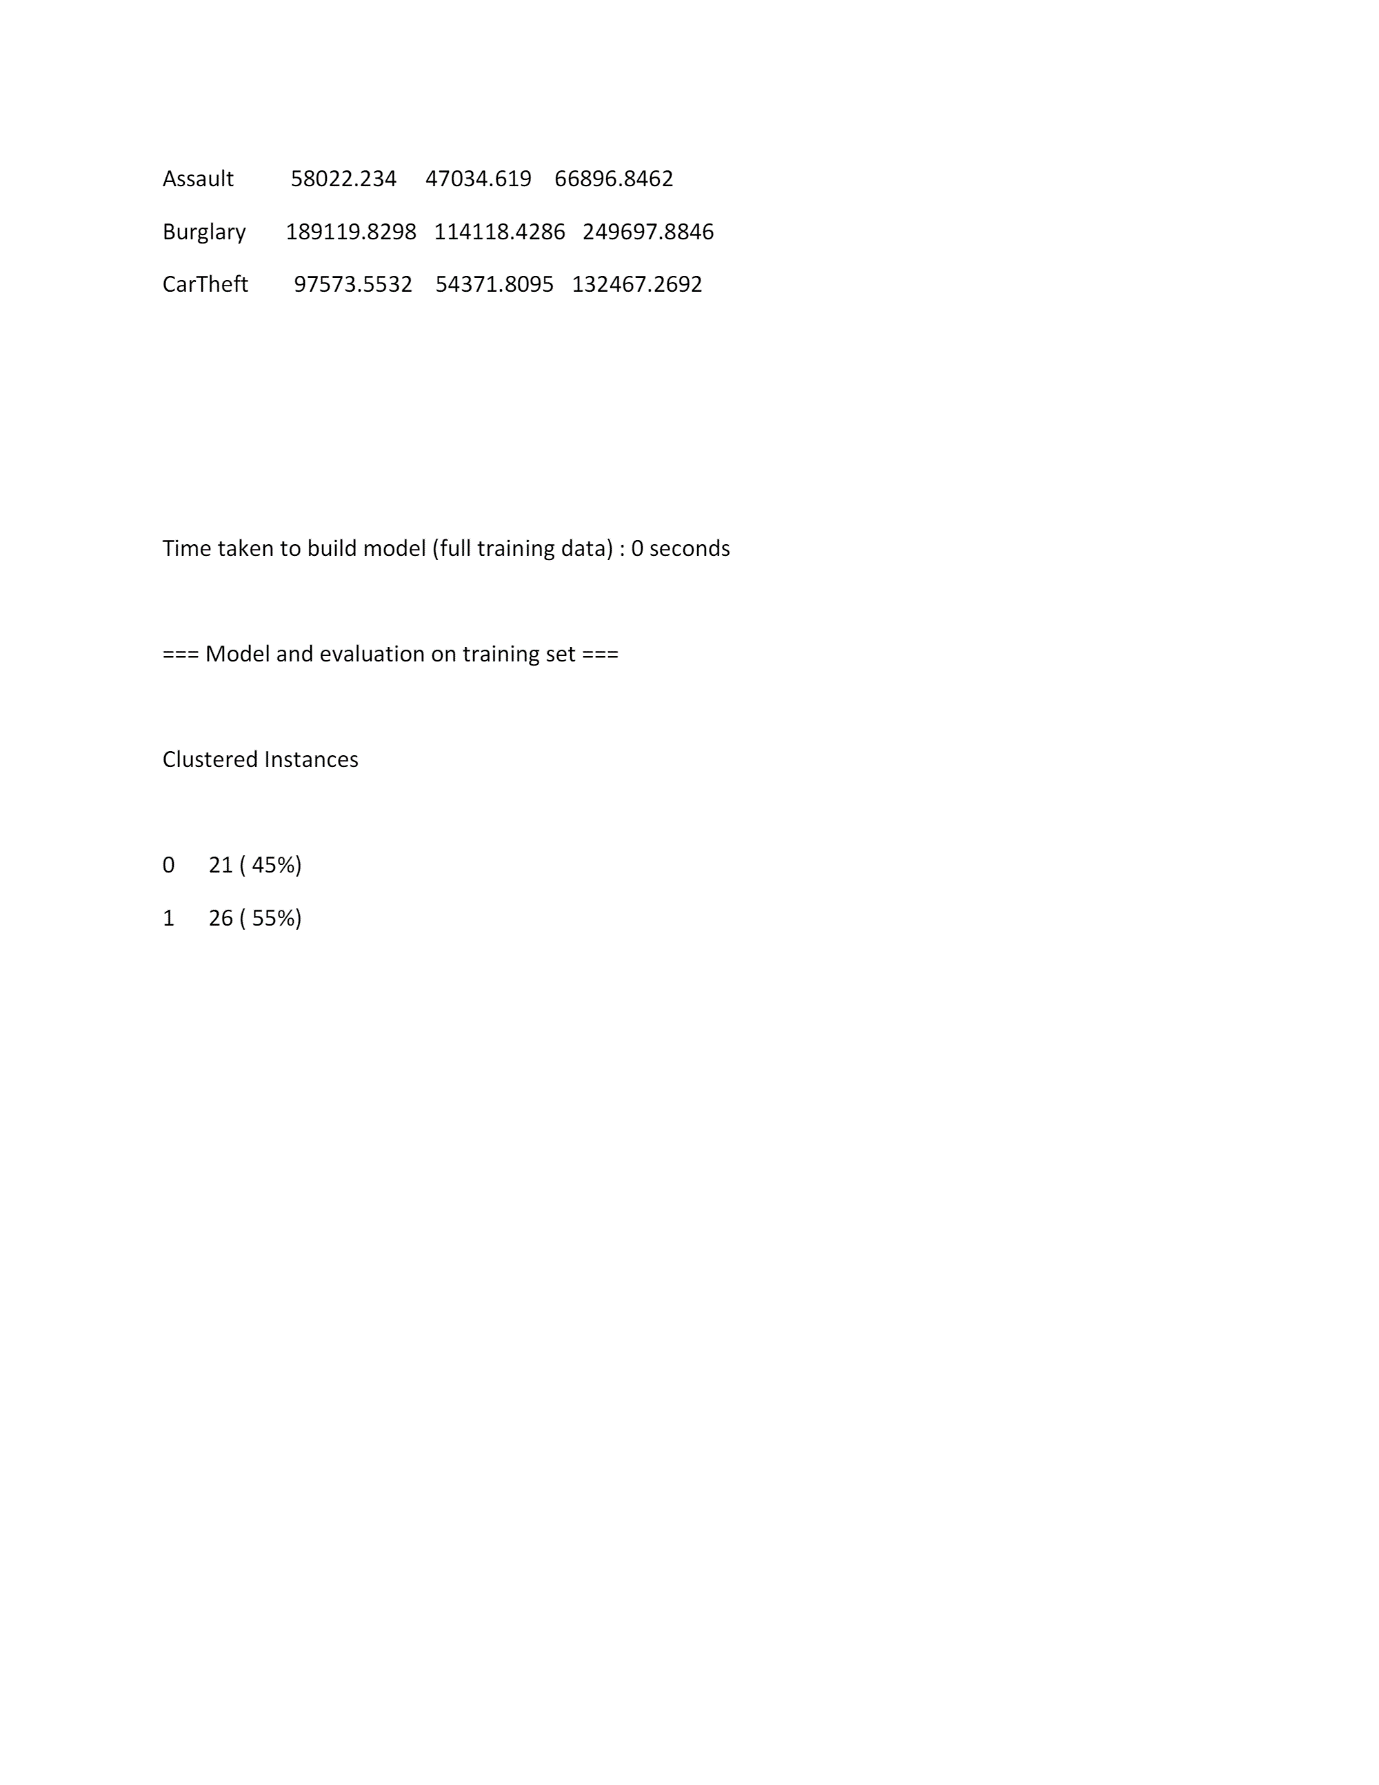 Assault 58022.234 47034.619 66896.8462
Burglary 189119.8298 114118.4286 249697.8846
CarTheft 97573.5532 54371.8095 132467.2692
Time taken to build model (full training data) : 0 seconds
=== Model and evaluation on training set ===
Clustered Instances
0 21 ( 45%)
1 26 ( 55%)